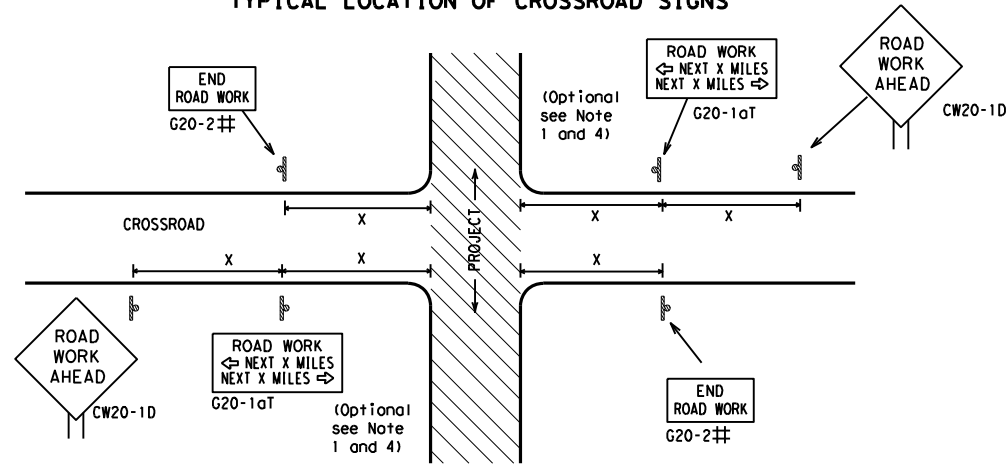 TYPICAL LOCATION OF CROSSROAD SIGNS
END
ROAD WORK
G20-2#
(Optional
see Note
1 and 4)
ROAD WORK
⇦ NEXT X MILES
NEXT X MILES ⇨
G20-1aT
ROAD
WORK
AHEAD
CW20-1D
CROSSROAD
X
X
X
PROJECT
X
X
X
ROAD
WORK
AHEAD
CW20-1D
ROAD WORK
⇦ NEXT X MILES
NEXT X MILES ⇨
G20-1aT
(Optional
see Note
1 and 4)
END
ROAD WORK
G20-2#